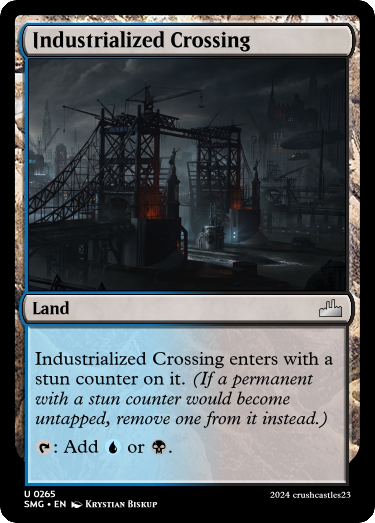 Industrialized Crossing
Land
Industrialized Crossing enters with a
stun counter on it. (If a permanent
with a stun counter would become
untapped, remove one from it instead.)
: Add or .
U 0265
SMG • EN Krystian Biskup
2024 crushcastles23